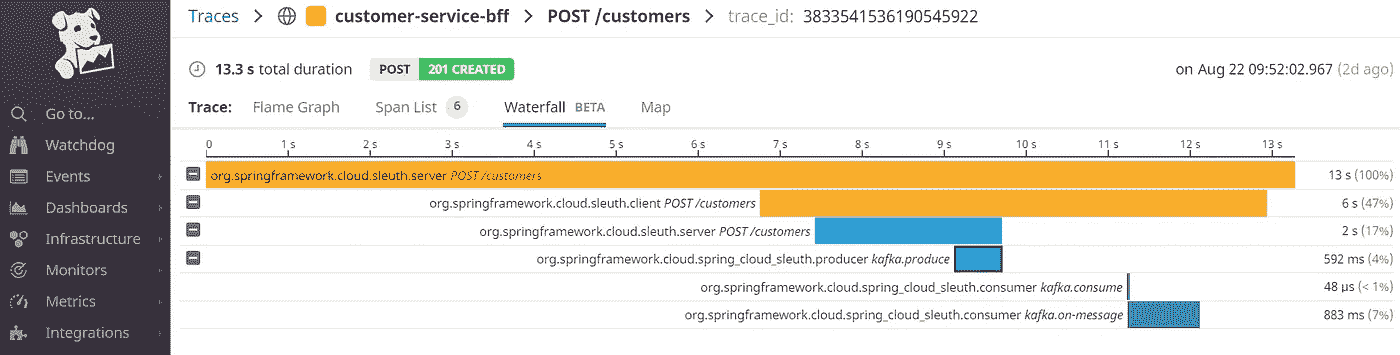 Traces > customer-service-bff > POST /customers > trace_id: 3833541536190545922
13.3 s total duration POST 201 CREATED on Aug 22 09:52:02.967 (2d ago)
Trace: Flame Graph Span List 6 Waterfall BETA Map
Go to...
Watchdog
Events
Dashboards
Infrastructure
Monitors
Metrics
Integrations
0 1 s 2 s 3 s 4 s 5 s 6 s 7 s 8 s 9 s 10 s 11 s 12 s 13 s
org.springframework.cloud.sleuth.server POST /customers 13 s (100%)
org.springframework.cloud.sleuth.client POST /customers 6 s (47%)
org.springframework.cloud.sleuth.server POST /customers 2 s (17%)
org.springframework.cloud.spring_cloud_sleuth.producer kafka.produce 592 ms (4%)
org.springframework.cloud.spring_cloud_sleuth.consumer kafka.consume 48 μs (< 1%)
org.springframework.cloud.spring_cloud_sleuth.consumer kafka.on-message 883 ms (7%)